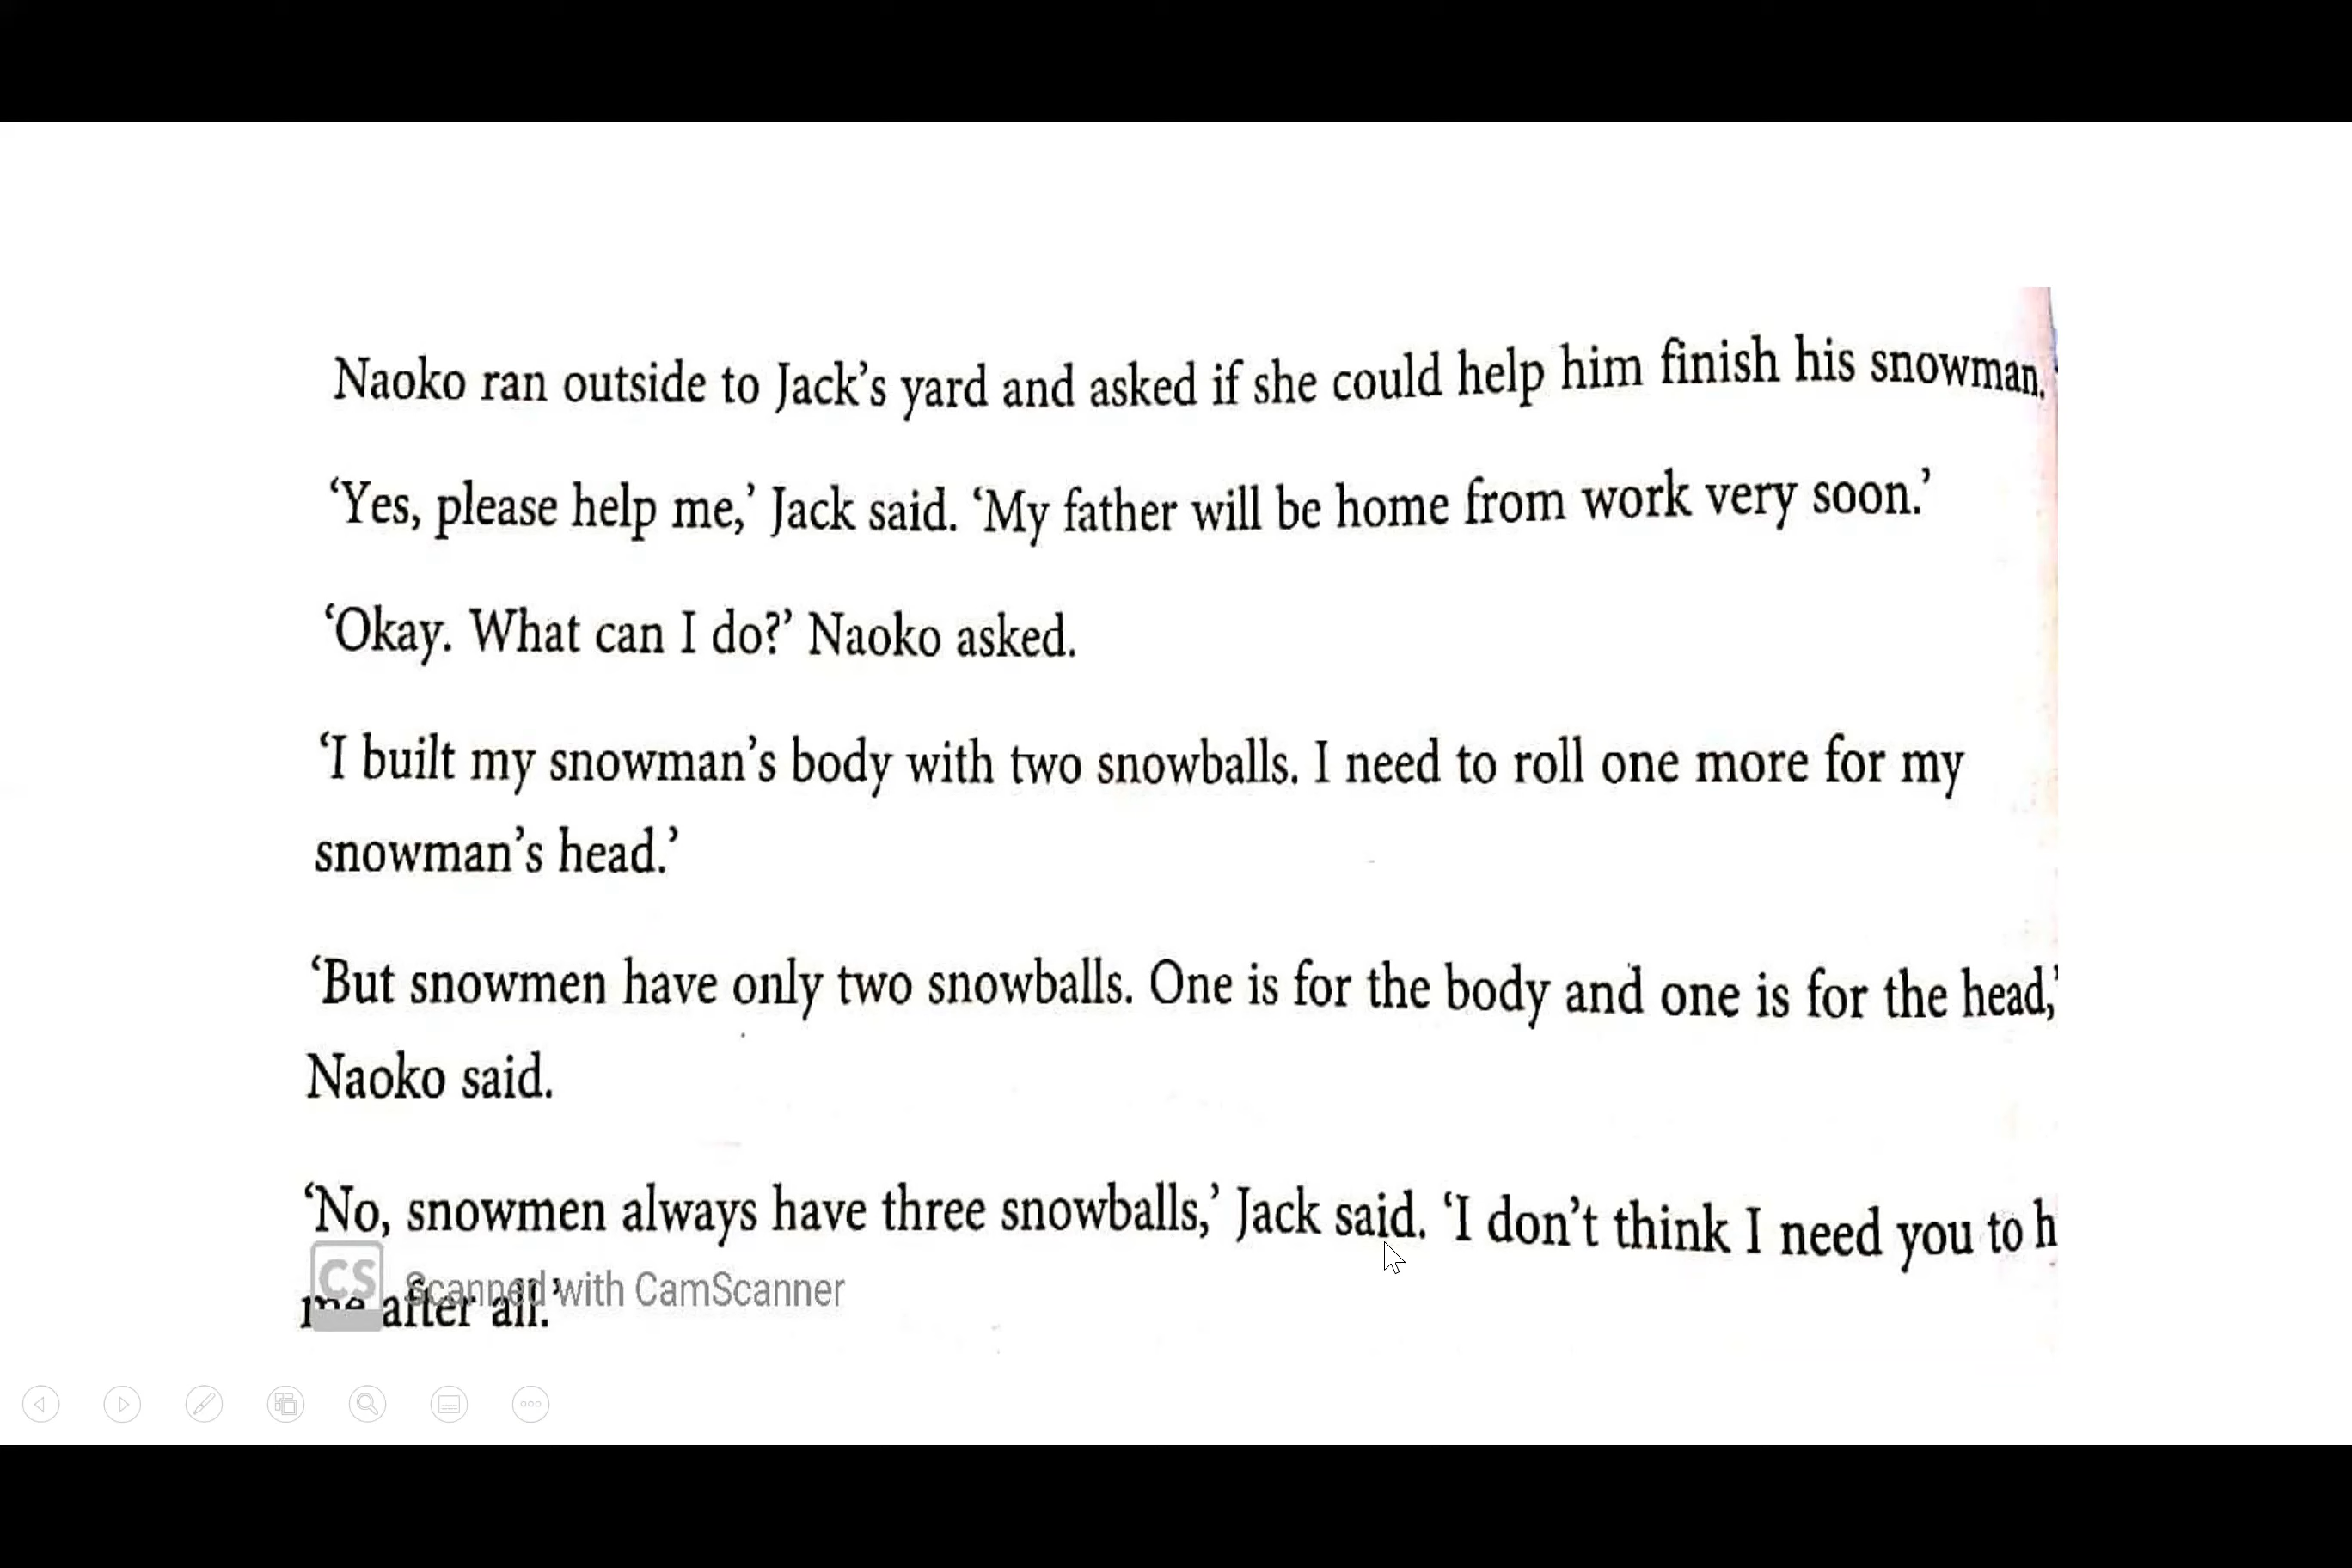 Naoko ran outside to Jack’s yard and asked if she could help him finish his snowman.
‘Yes, please help me,’ Jack said. ‘My father will be home from work very soon.’
‘Okay. What can I do?’ Naoko asked.
‘I built my snowman’s body with two snowballs. I need to roll one more for my
snowman’s head.’
‘But snowmen have only two snowballs. One is for the body and one is for the head,’
Naoko said.
‘No, snowmen always have three snowballs,’ Jack said. ‘I don’t think I need you to h
me after all.’
CS Scanned with CamScanner